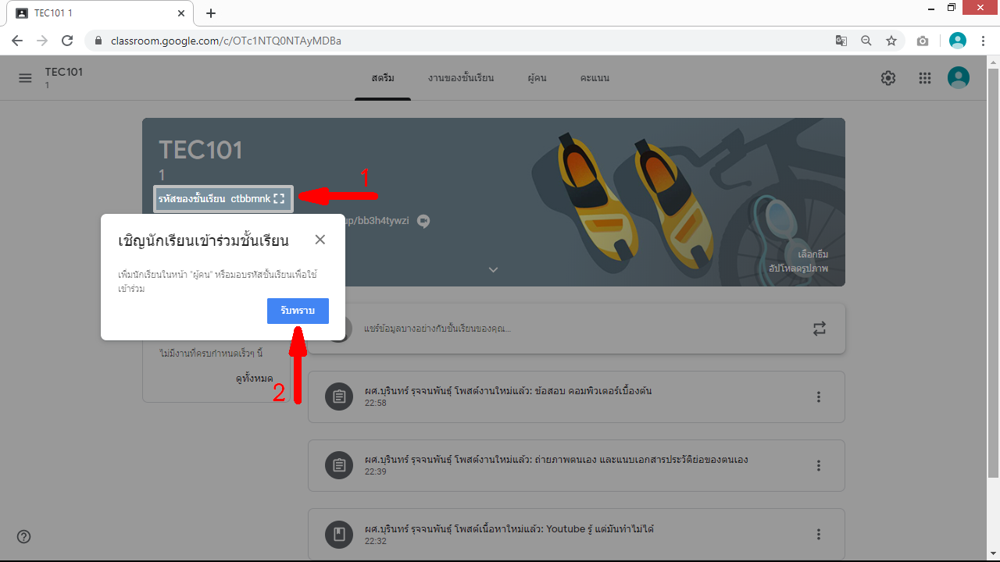 TEC101 1
classroom.google.com/c/OTc1NTQ0NTAyMDBa
TEC101
1
สตรีม งานของชั้นเรียน ผู้คน คะแนน
TEC101
1
1
รหัสของชั้นเรียน ctbbmnk
up/bb3h4tywzi
เชิญนักเรียนเข้าร่วมชั้นเรียน
เพิ่มนักเรียนในหน้า "ผู้คน" หรือมอบรหัสชั้นเรียนเพื่อใช้
เข้าร่วม
รับทราบ
เลือกธีม
อัปโหลดรูปภาพ
แชร์ข้อมูลบางอย่างกับชั้นเรียนของคุณ...
ไม่มีงานที่ครบกำหนดเร็วๆ นี้
ดูทั้งหมด
2
ผศ.บุรินทร์ รุจจนพันธุ์ โพสต์งานใหม่แล้ว: ข้อสอบ คอมพิวเตอร์เบื้องต้น
22:58
ผศ.บุรินทร์ รุจจนพันธุ์ โพสต์งานใหม่แล้ว: ถ่ายภาพตนเอง และแนบเอกสารประวัติย่อของตนเอง
22:39
ผศ.บุรินทร์ รุจจนพันธุ์ โพสต์เนื้อหาใหม่แล้ว: Youtube รู้ แต่มันทำไม่ได้
22:32